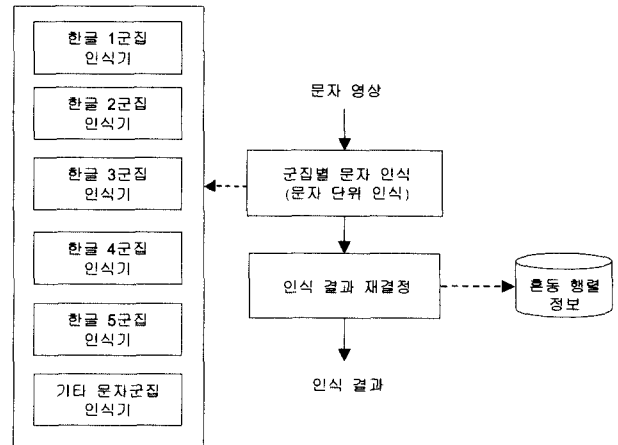 한글 1군집
인식기
한글 2군집
인식기
한글 3군집
인식기
한글 4군집
인식기
한글 5군집
인식기
기타 문자군집
인식기
문자 영상
군집별 문자 인식
(문자 단위 인식)
인식 결과 재결정
인식 결과
혼동 행렬
정보